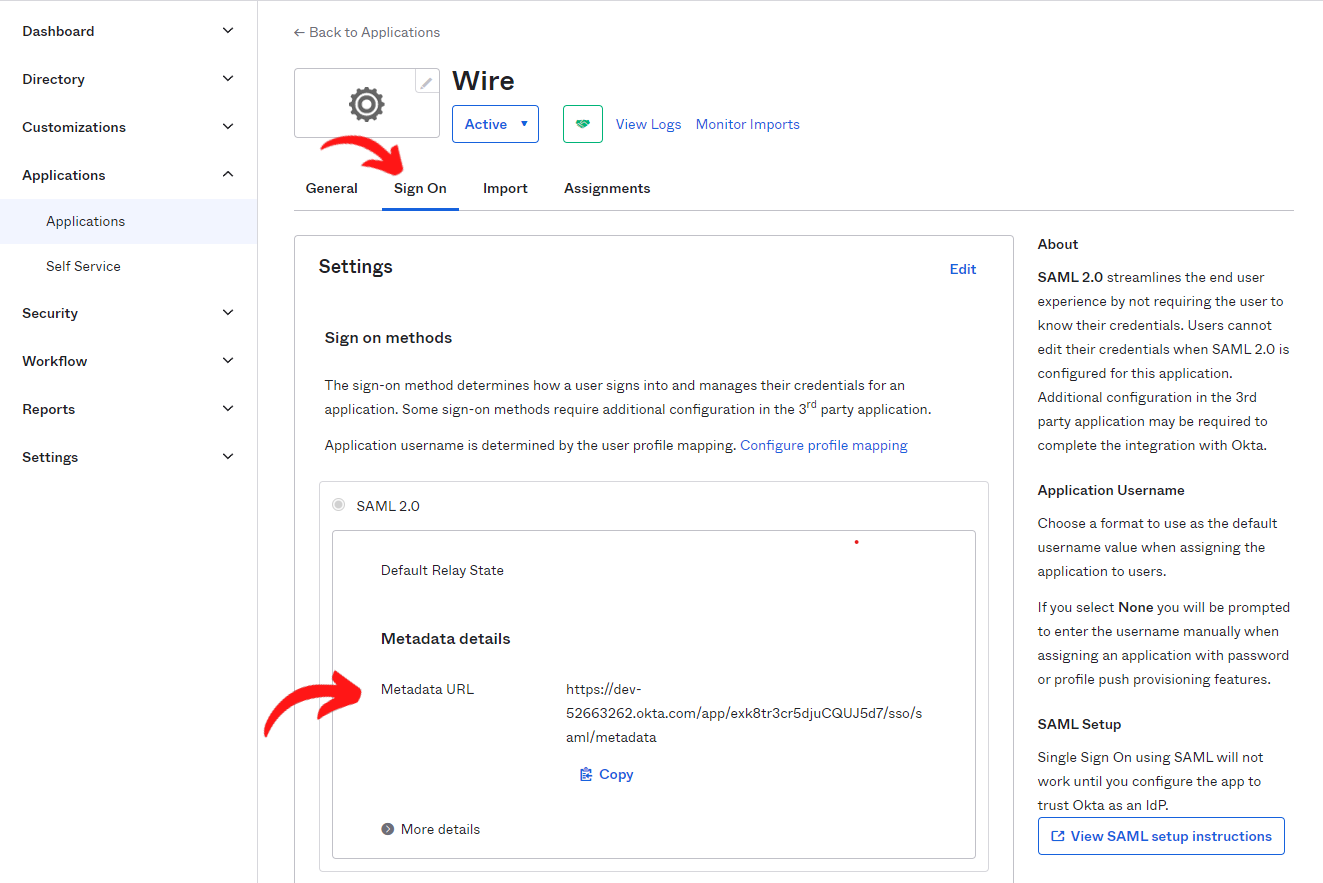 Dashboard
Directory
Customizations
Applications
Applications
Self Service
Security
Workflow
Reports
Settings
← Back to Applications
Wire
Active
View Logs
Monitor Imports
General
Sign On
Import
Assignments
Settings
Edit
Sign on methods
The sign-on method determines how a user signs into and manages their credentials for an
application. Some sign-on methods require additional configuration in the 3rd party application.
Application username is determined by the user profile mapping. Configure profile mapping
SAML 2.0
Default Relay State
Metadata details
Metadata URL
https://dev-
52663262.okta.com/app/exk8tr3cr5djuCQUJ5d7/sso/s
aml/metadata
Copy
More details
About
SAML 2.0 streamlines the end user
experience by not requiring the user to
know their credentials. Users cannot
edit their credentials when SAML 2.0 is
configured for this application.
Additional configuration in the 3rd
party application may be required to
complete the integration with Okta.
Application Username
Choose a format to use as the default
username value when assigning the
application to users.
If you select None you will be prompted
to enter the username manually when
assigning an application with password
or profile push provisioning features.
SAML Setup
Single Sign On using SAML will not
work until you configure the app to
trust Okta as an IdP.
View SAML setup instructions